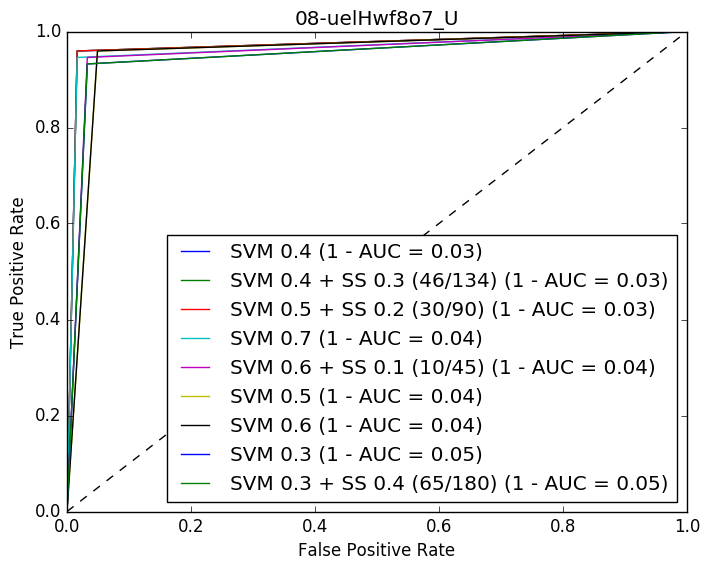 08-uelHwf8o7_U
True Positive Rate
1.0
0.8
0.6
0.4
0.2
0.0
SVM 0.4 (1 - AUC = 0.03)
SVM 0.4 + SS 0.3 (46/134) (1 - AUC = 0.03)
SVM 0.5 + SS 0.2 (30/90) (1 - AUC = 0.03)
SVM 0.7 (1 - AUC = 0.04)
SVM 0.6 + SS 0.1 (10/45) (1 - AUC = 0.04)
SVM 0.5 (1 - AUC = 0.04)
SVM 0.6 (1 - AUC = 0.04)
SVM 0.3 (1 - AUC = 0.05)
SVM 0.3 + SS 0.4 (65/180) (1 - AUC = 0.05)
0.0 0.2 0.4 0.6 0.8 1.0
False Positive Rate